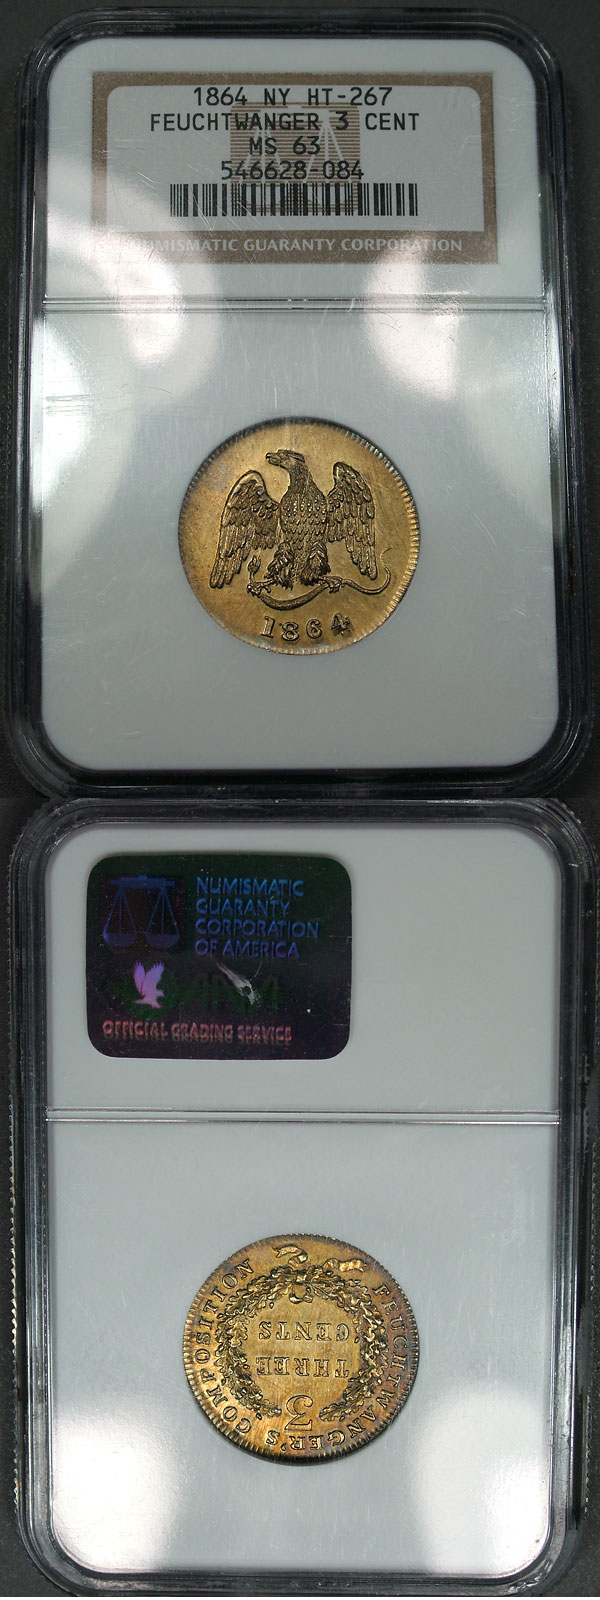 1864 NY HT-267
FEUCHTWANGER 3 CENT
MS 63
546628-084
NUMISMATIC GUARANTY CORPORATION
1864
NUMISMATIC
GUARANTY
CORPORATION
OF AMERICA
OFFICIAL GRADING SERVICE
FEUCHTWANGER'S COMPOSITION
3
THREE
CENTS